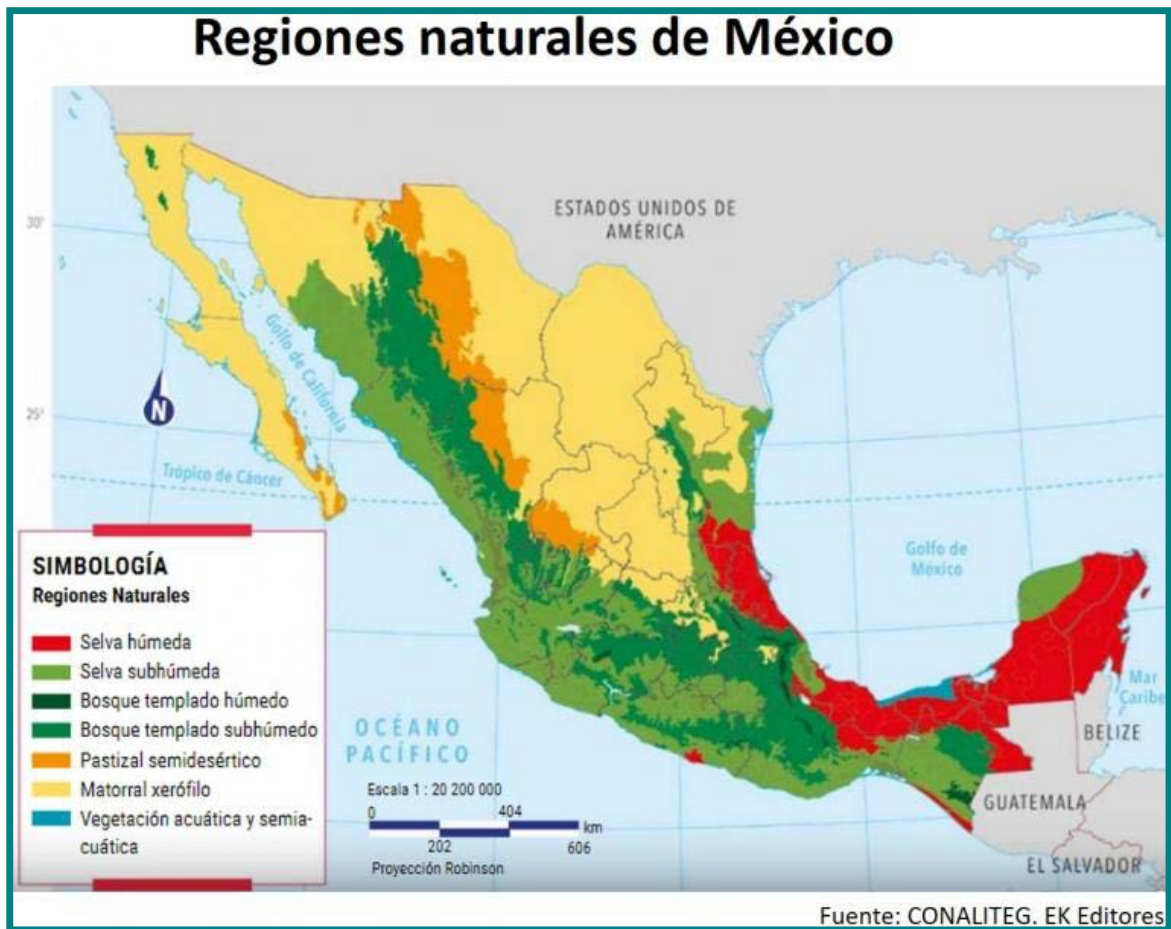 Regiones naturales de México
ESTADOS UNIDOS DE
AMÉRICA
30°
Golfo de California
N
25°
Trópico de Cáncer
SIMBOLOGÍA
Regiones Naturales
Selva húmeda
Selva subhúmeda
Bosque templado húmedo
Bosque templado subhúmedo
Pastizal semidesértico
Matorral xerófilo
Vegetación acuática y semia-
cuática
Golfo de
México
Mar
Caribe
BELIZE
OCÉANO
PACÍFICO
GUATEMALA
EL SALVADOR
Escala 1 : 20 200 000
0 404
km
202 606
Proyección Robinson
Fuente: CONALITEG. EK Editores